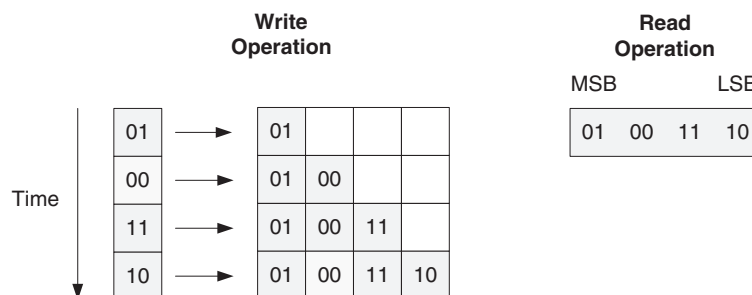 Write
Operation
Read
Operation
MSB LSB
01 01
01 00 11 10
00 01 00
Time
11 01 00 11
10 01 00 11 10